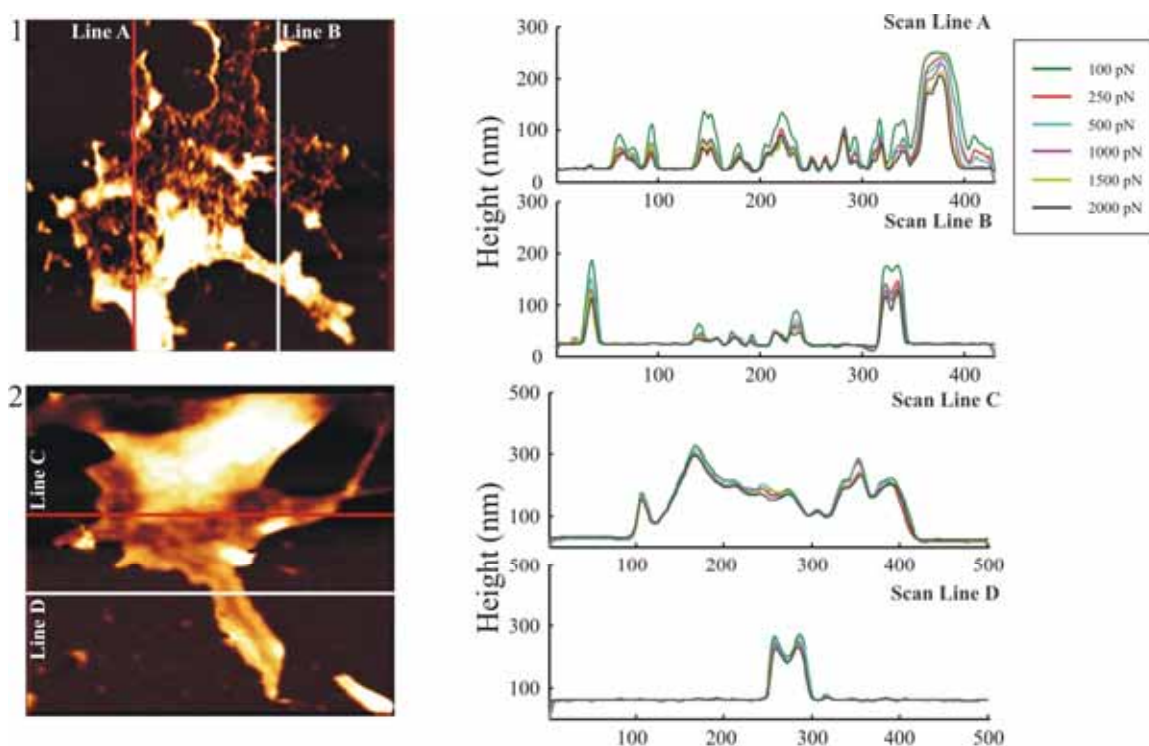 1
Line A
Line B
Scan Line A
300
200
100
0
100
200
300
400
Height (nm)
Scan Line B
300
200
100
0
100
200
300
400
100 pN
250 pN
500 pN
1000 pN
1500 pN
2000 pN
2
Line C
Line D
Scan Line C
500
300
100
100
200
300
400
500
Height (nm)
Scan Line D
500
300
100
100
200
300
400
500